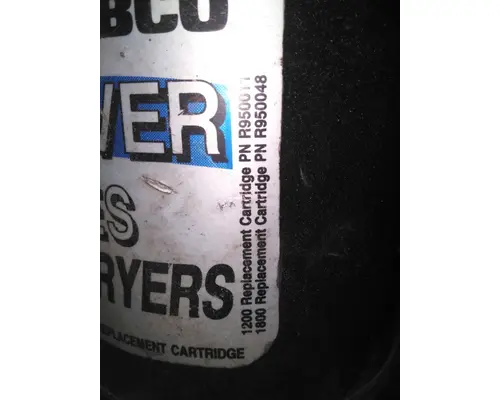 BCO
VER
ES
RYERS
PLACEMENT CARTRIDGE
1200 Replacement Cartridge PN R950011
1800 Replacement Cartridge PN R950048